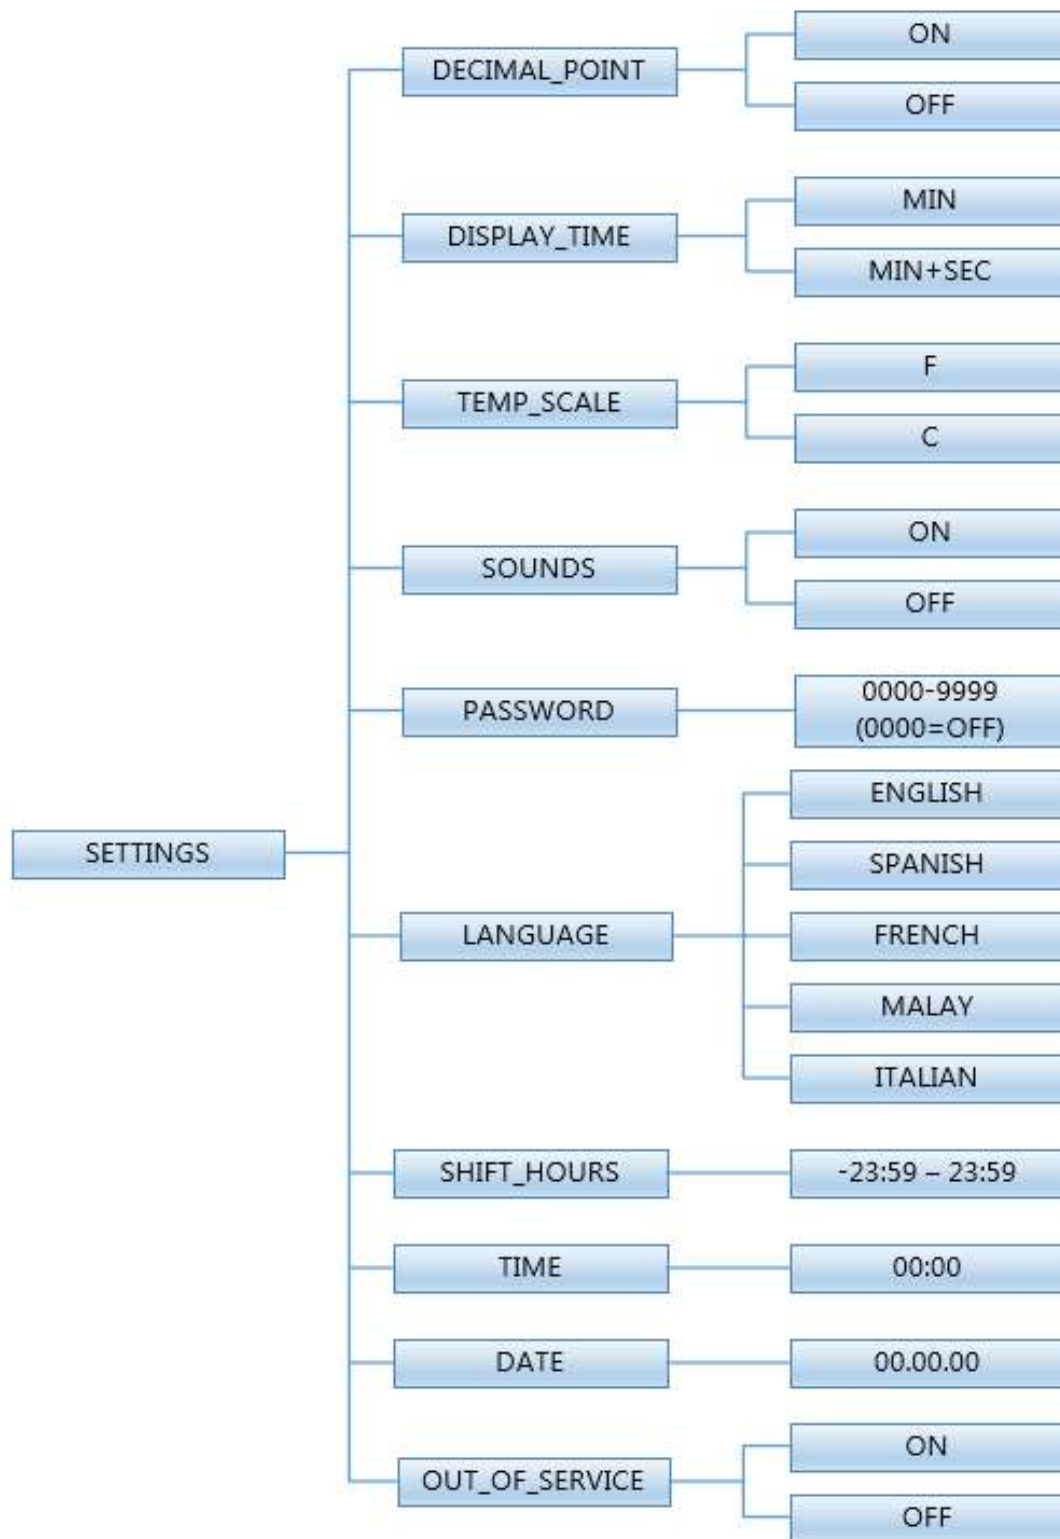 SETTINGS
DECIMAL_POINT
ON
OFF
DISPLAY_TIME
MIN
MIN+SEC
TEMP_SCALE
F
C
SOUNDS
ON
OFF
PASSWORD
0000-9999
(0000=OFF)
LANGUAGE
ENGLISH
SPANISH
FRENCH
MALAY
ITALIAN
SHIFT_HOURS
-23:59 – 23:59
TIME
00:00
DATE
00.00.00
OUT_OF_SERVICE
ON
OFF